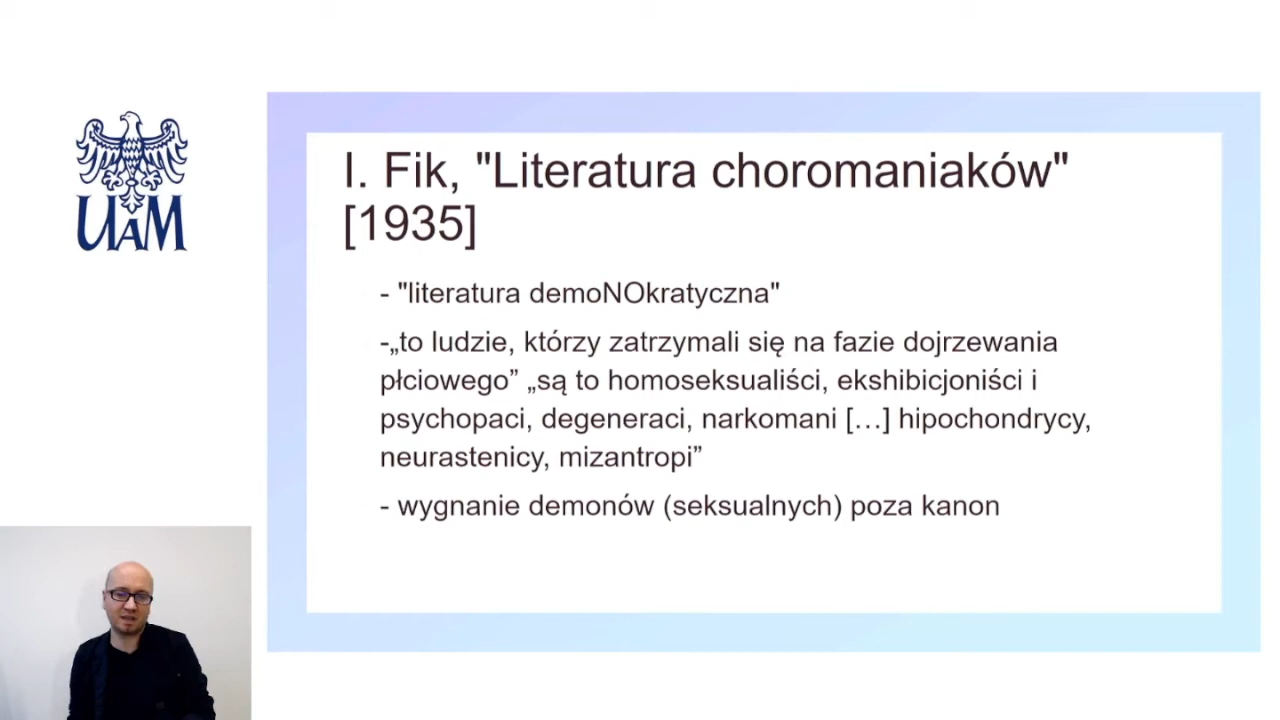 UAM
I. Fik, "Literatura choromaniaków"
[1935]
- "literatura demoNOkratyczna"
-„to ludzie, którzy zatrzymali się na fazie dojrzewania
płciowego” „są to homoseksualiści, ekshibicjoniści i
psychopaci, degeneraci, narkomani […] hipochondrycy,
neurastenicy, mizantropi”
- wygnanie demonów (seksualnych) poza kanon